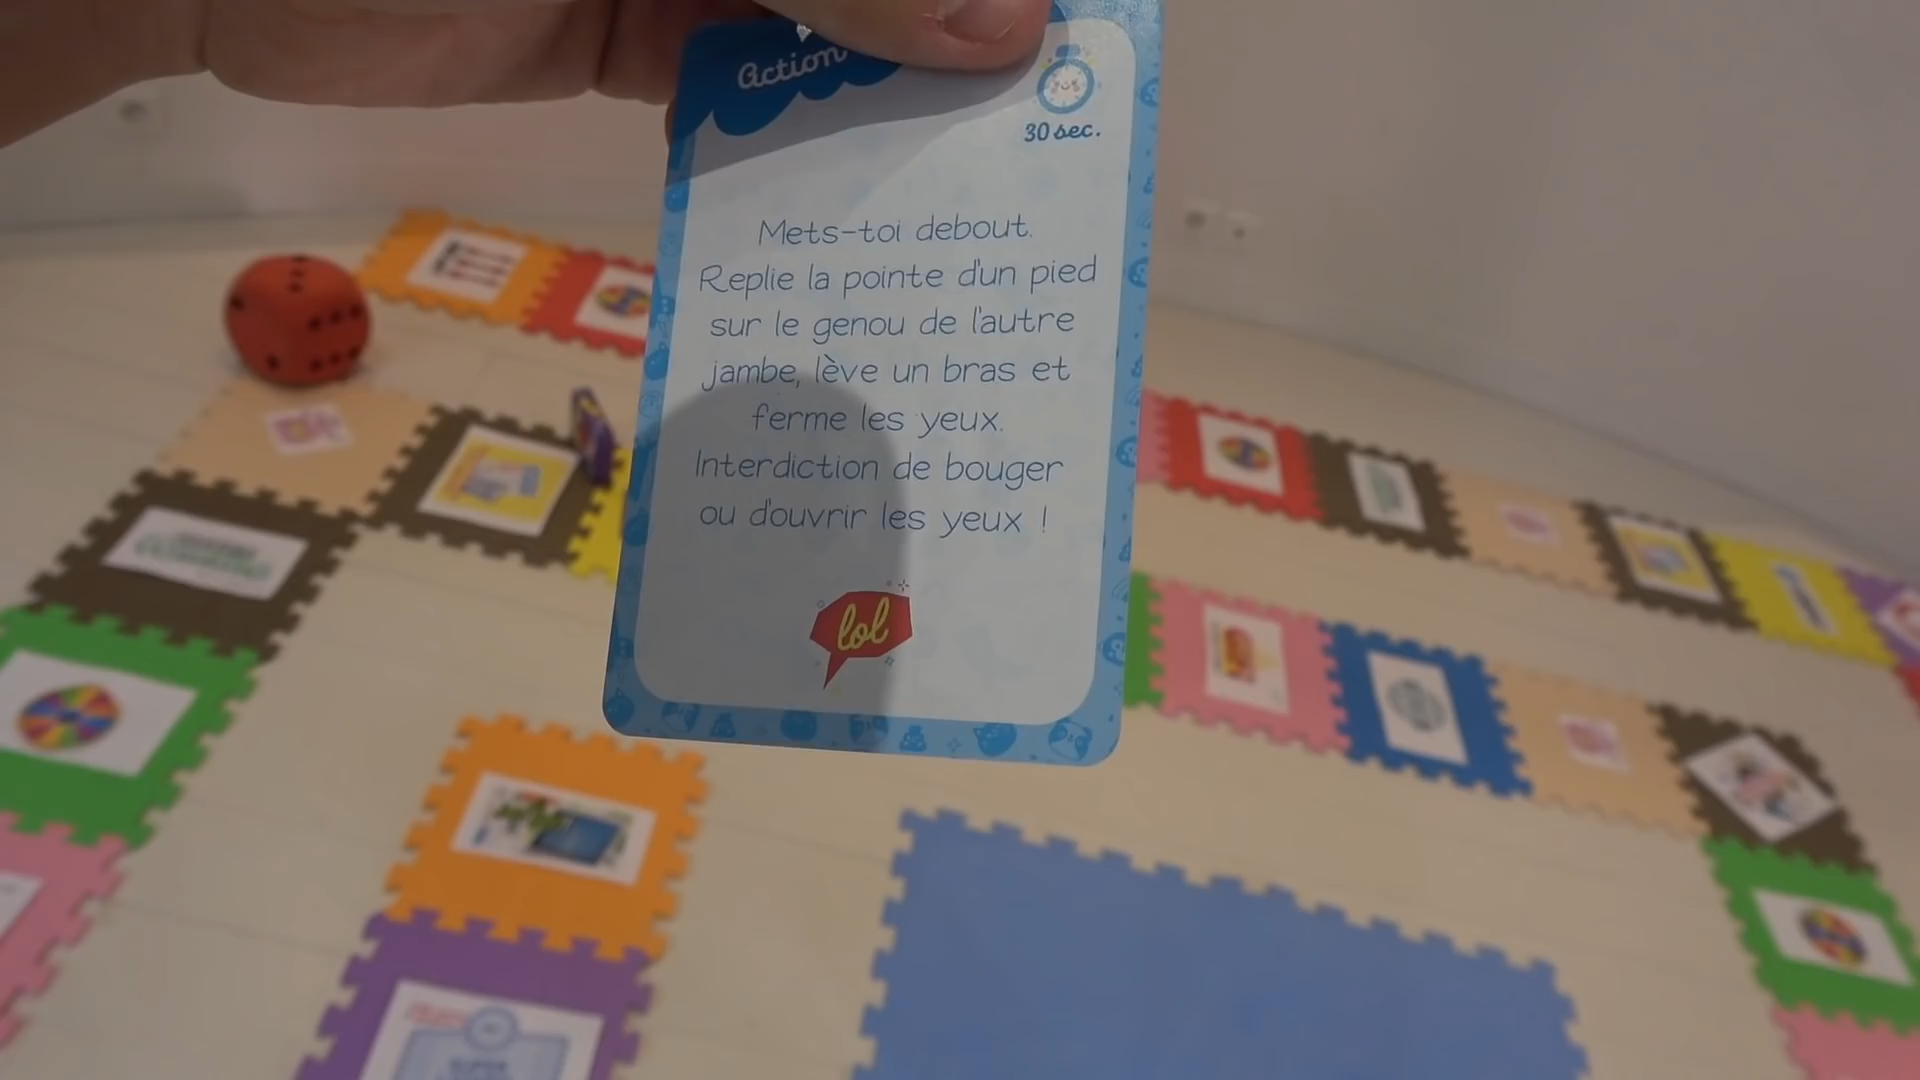 Action
30 sec.
Mets-toi debout.
Replie la pointe d'un pied
sur le genou de l'autre
jambe, lève un bras et
ferme les yeux.
Interdiction de bouger
ou d'ouvrir les yeux !
lol